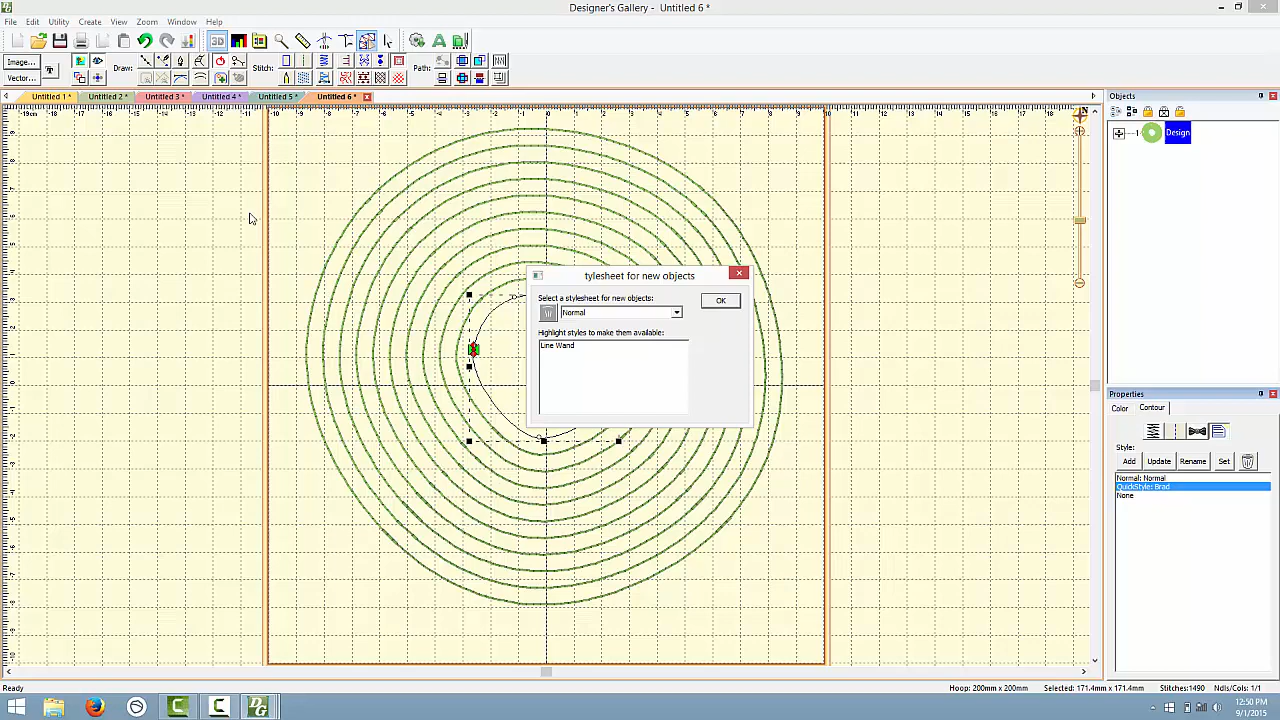 Designer's Gallery - Untitled 6 *
File Edit Utility Create View Zoom Window Help
3D
Image... Draw: Stitch: Path:
Vector...
Untitled 1 * Untitled 2 * Untitled 3 * Untitled 4 * Untitled 5 * Untitled 6 *
Objects
1 Design
tylesheet for new objects
Select a stylesheet for new objects:
Normal
OK
Highlight styles to make them available:
Line Wand
Properties
Color Contour
Style:
Add Update Rename Set
Normal: Normal
QuickStyle: Brad
None
Ready
Hoop: 200mm x 200mm Selected: 171.4mm x 171.4mm Stitches:1490 Ndls/Cols: 1/1
12:50 PM
9/1/2015